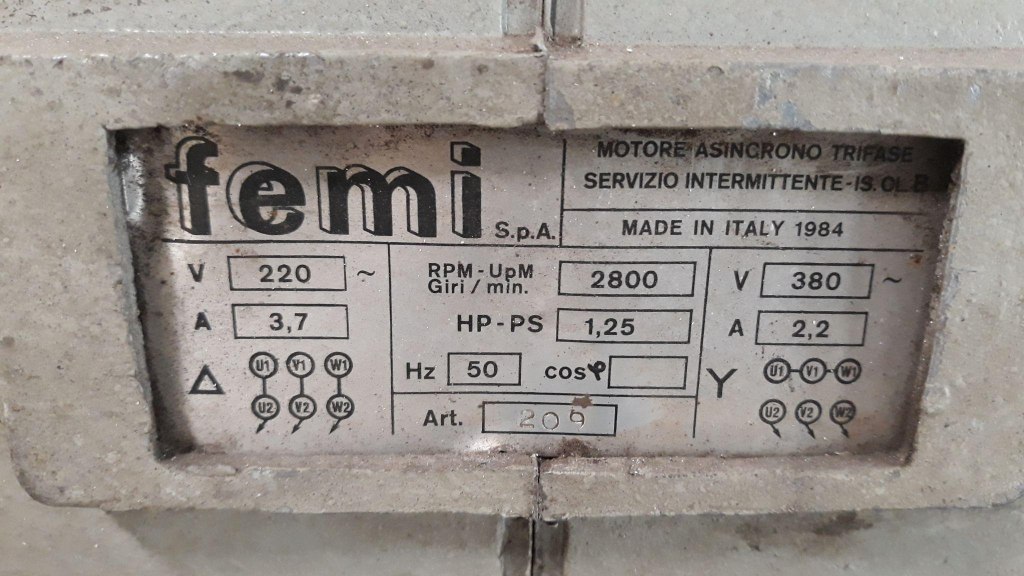 femi S.p.A.
MOTORE ASINCRONO TRIFASE
SERVIZIO INTERMITTENTE-IS. CL. B
MADE IN ITALY 1984
V 220 ~
A 3,7
Δ U1 V1 W1
U2 V2 W2
RPM-UpM
Giri/min. 2800
HP-PS 1,25
Hz 50 cosφ
Art. 209
V 380 ~
A 2,2
Y U1 V1 W1
U2 V2 W2